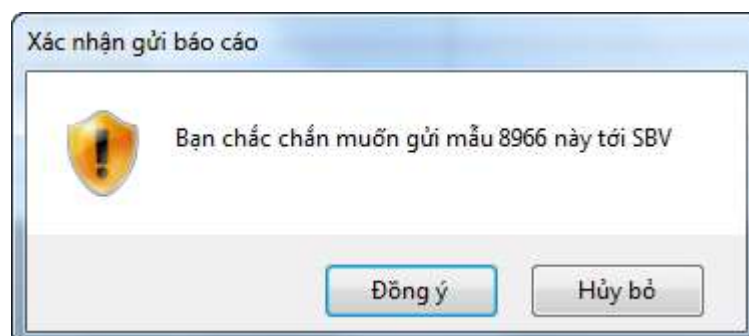 Xác nhận gửi báo cáo
Bạn chắc chắn muốn gửi mẫu 8966 này tới SBV
Đồng ý
Hủy bỏ